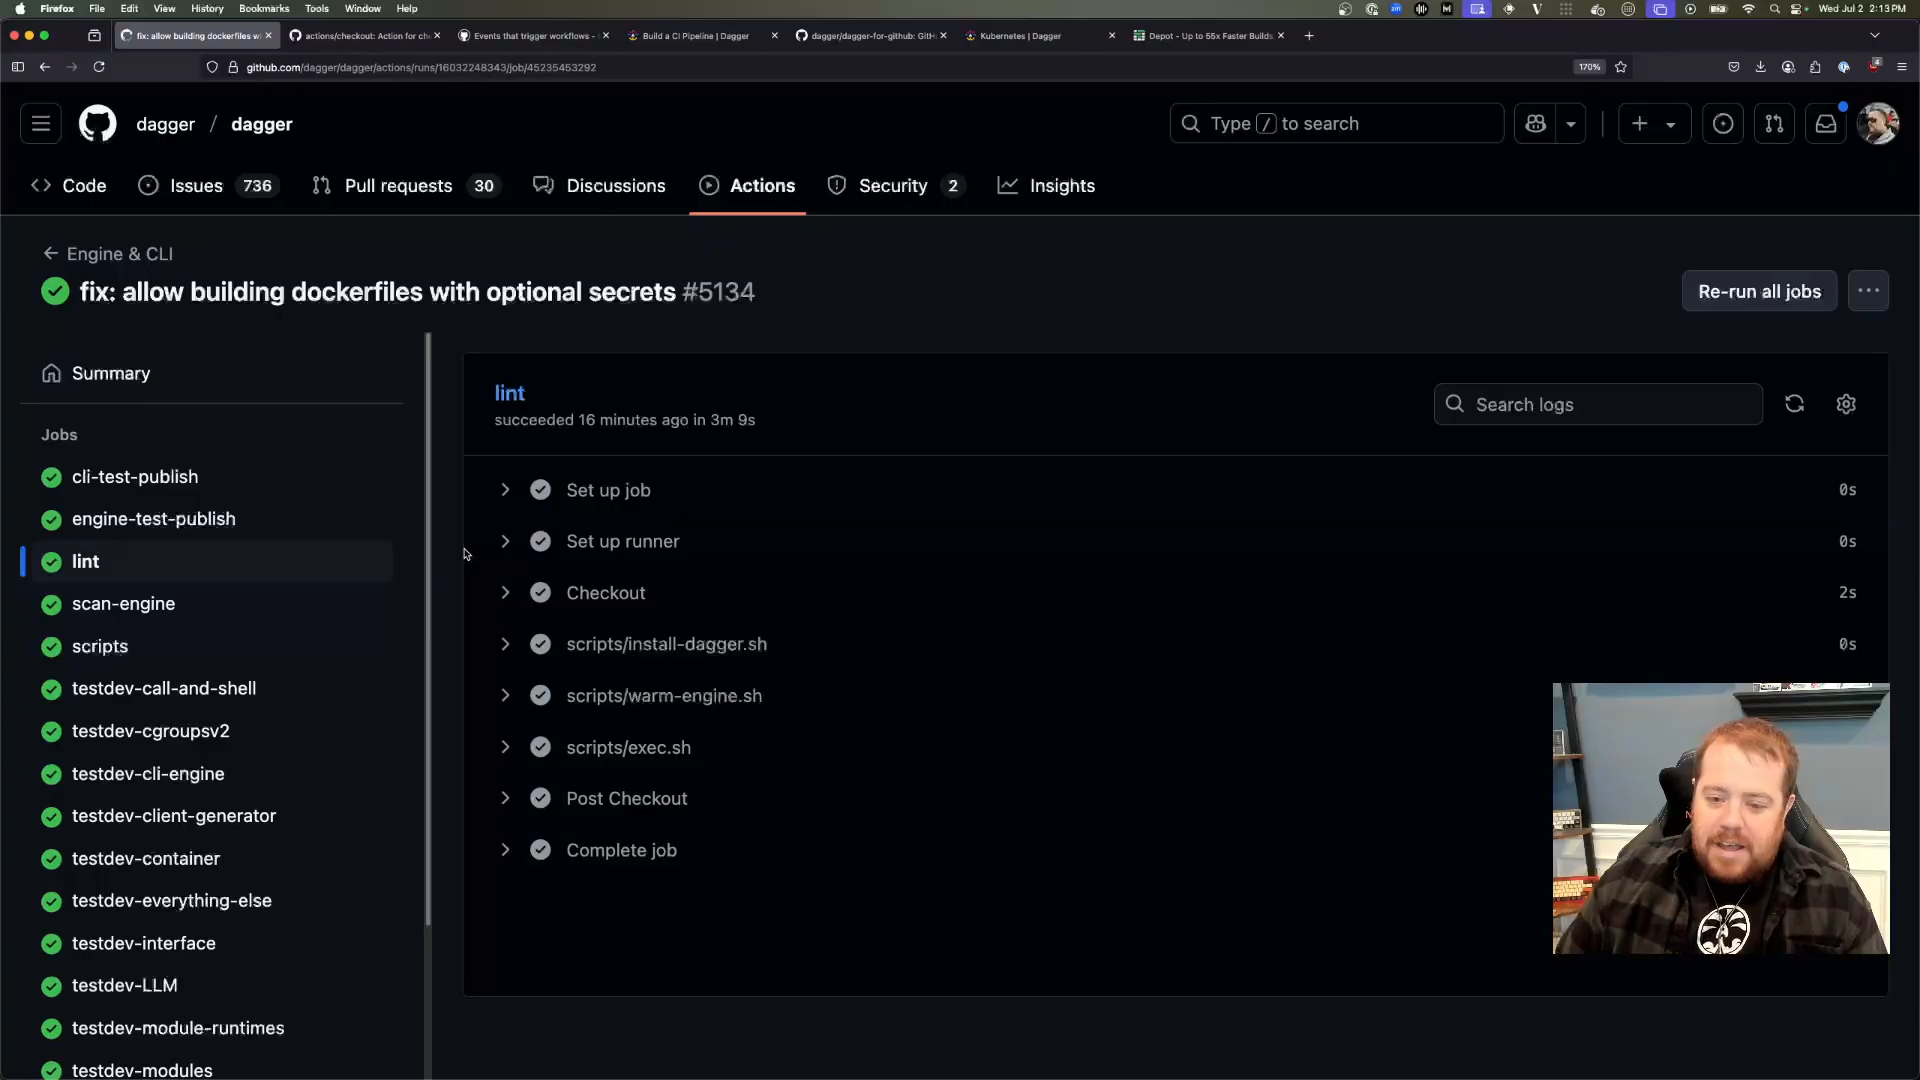 Firefox File Edit View History Bookmarks Tools Window Help
Wed Jul 2 2:13 PM
fix: allow building dockerfiles wi
actions/checkout: Action for che
Events that trigger workflows -
Build a CI Pipeline | Dagger
dagger/dagger-for-github: GitH
Kubernetes | Dagger
Depot - Up to 55x Faster Builds
github.com/dagger/dagger/actions/runs/16032248343/job/45235453292
170%
4
dagger / dagger
Type / to search
Code
Issues 736
Pull requests 30
Discussions
Actions
Security 2
Insights
Engine & CLI
fix: allow building dockerfiles with optional secrets #5134
Re-run all jobs
Summary
Jobs
cli-test-publish
engine-test-publish
lint
scan-engine
scripts
testdev-call-and-shell
testdev-cgroupsv2
testdev-cli-engine
testdev-client-generator
testdev-container
testdev-everything-else
testdev-interface
testdev-LLM
testdev-module-runtimes
testdev-modules
lint
succeeded 16 minutes ago in 3m 9s
Search logs
Set up job 0s
Set up runner 0s
Checkout 2s
scripts/install-dagger.sh 0s
scripts/warm-engine.sh
scripts/exec.sh
Post Checkout
Complete job